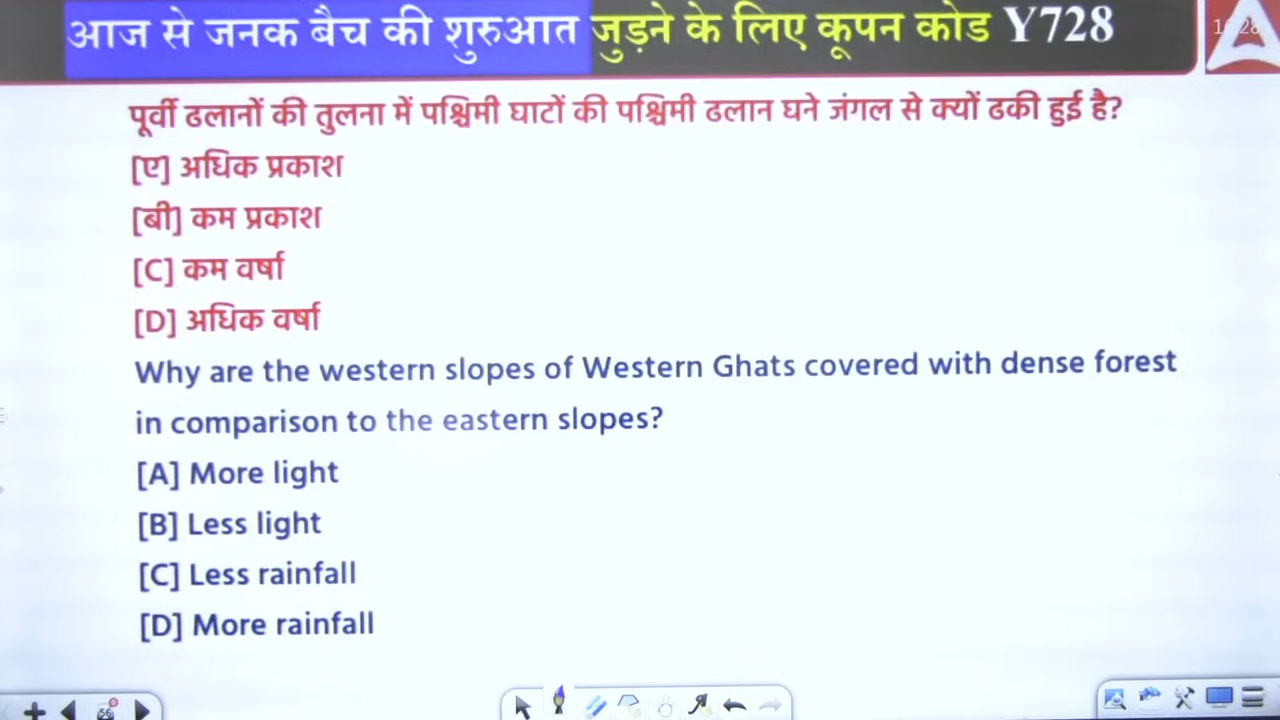 आज से जनक बैच की शुरुआत जुड़ने के लिए कूपन कोड Y728
पूर्वी ढलानों की तुलना में पश्चिमी घाटों की पश्चिमी ढलान घने जंगल से क्यों ढकी हुई है?
[ए] अधिक प्रकाश
[बी] कम प्रकाश
[C] कम वर्षा
[D] अधिक वर्षा
Why are the western slopes of Western Ghats covered with dense forest
in comparison to the eastern slopes?
[A] More light
[B] Less light
[C] Less rainfall
[D] More rainfall
56